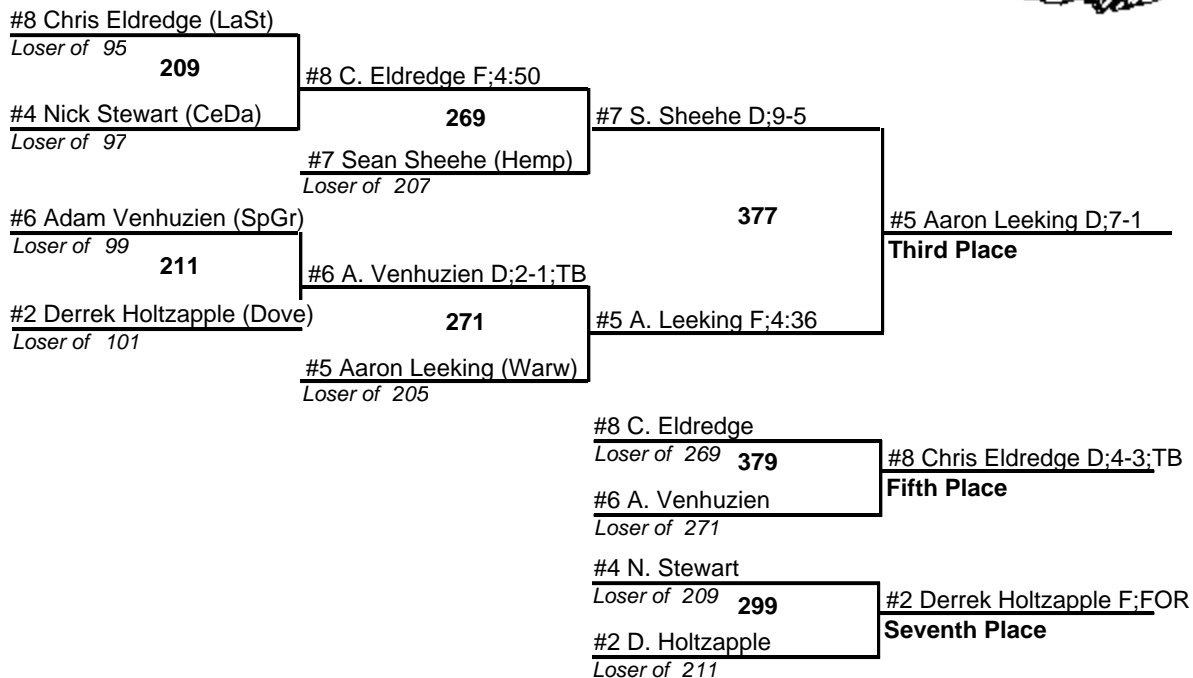 #8 Chris Eldredge (LaSt)
Loser of 95
209
#8 C. Eldredge F;4:50
#4 Nick Stewart (CeDa)
Loser of 97
269
#7 S. Sheehe D;9-5
#7 Sean Sheehe (Hemp)
Loser of 207
#6 Adam Venhuzien (SpGr)
Loser of 99
211
377
#5 Aaron Leeking D;7-1
Third Place
#6 A. Venhuzien D;2-1;TB
#2 Derrek Holtzapple (Dove)
Loser of 101
271
#5 A. Leeking F;4:36
#5 Aaron Leeking (Warw)
Loser of 205
#8 C. Eldredge
Loser of 269
379
#8 Chris Eldredge D;4-3;TB
Fifth Place
#6 A. Venhuzien
Loser of 271
#4 N. Stewart
Loser of 209
299
#2 Derrek Holtzapple F;FOR
Seventh Place
#2 D. Holtzapple
Loser of 211